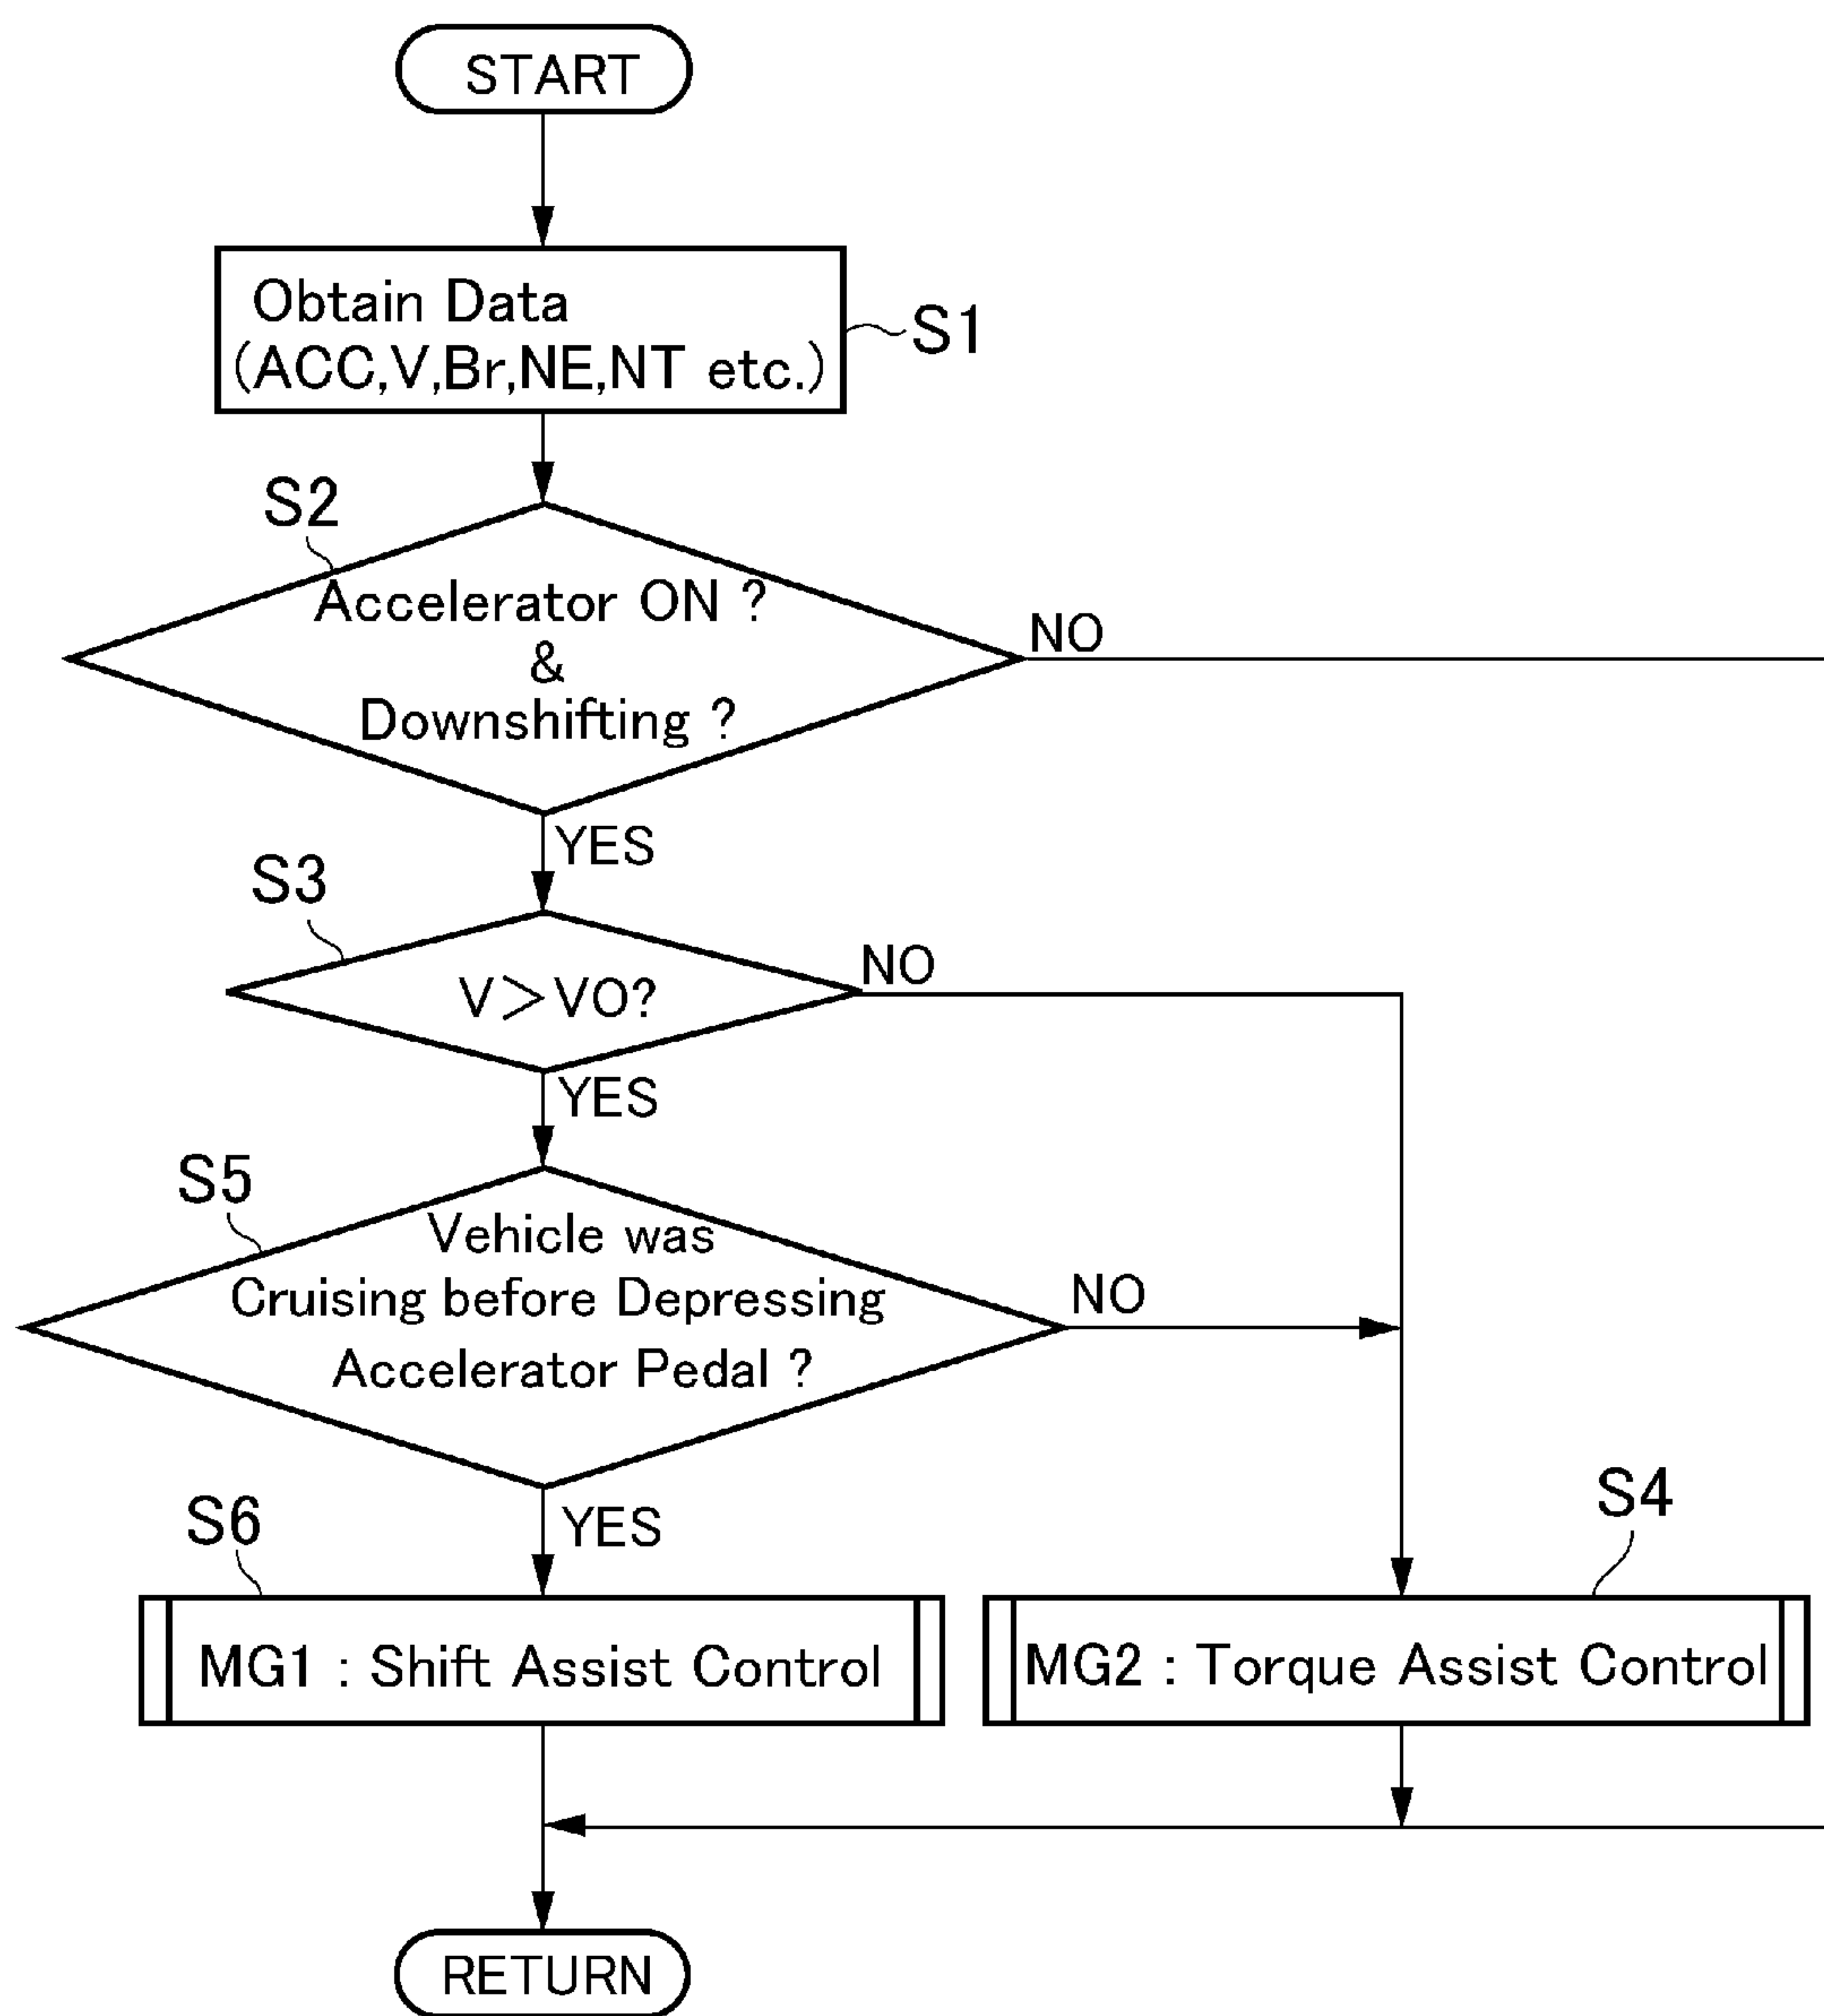 START
Obtain Data
(ACC,V,Br,NE,NT etc.)
S1
S2
Accelerator ON ?
&
Downshifting ?
NO
YES
S3
V＞VO?
NO
YES
S5
Vehicle was
Cruising before Depressing
Accelerator Pedal ?
NO
YES
S6
MG1 : Shift Assist Control
S4
MG2 : Torque Assist Control
RETURN